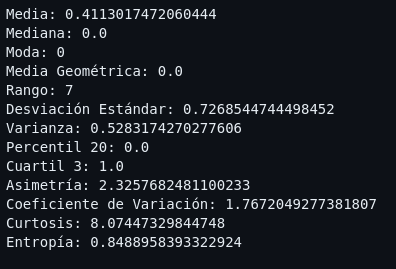 Media: 0.4113017472060444
Mediana: 0.0
Moda: 0
Media Geométrica: 0.0
Rango: 7
Desviación Estándar: 0.7268544744498452
Varianza: 0.5283174270277606
Percentil 20: 0.0
Cuartil 3: 1.0
Asimetría: 2.3257682481100233
Coeficiente de Variación: 1.7672049277381807
Curtosis: 8.07447329844748
Entropía: 0.8488958393322924